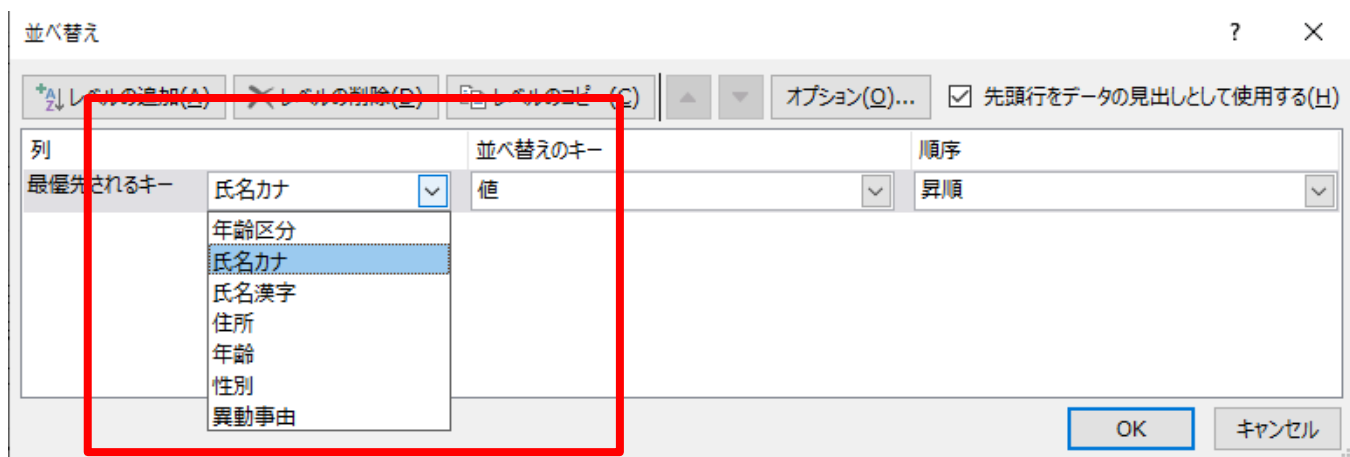 並べ替え ?
レベルの追加(A) レベルの削除(D) レベルのコピー(C) オプション(O)... 先頭行をデータの見出しとして使用する(H)
列 並べ替えのキー 順序
最優先されるキー 氏名カナ 値 昇順
年齢区分
氏名カナ
氏名漢字
住所
年齢
性別
異動事由
OK キャンセル